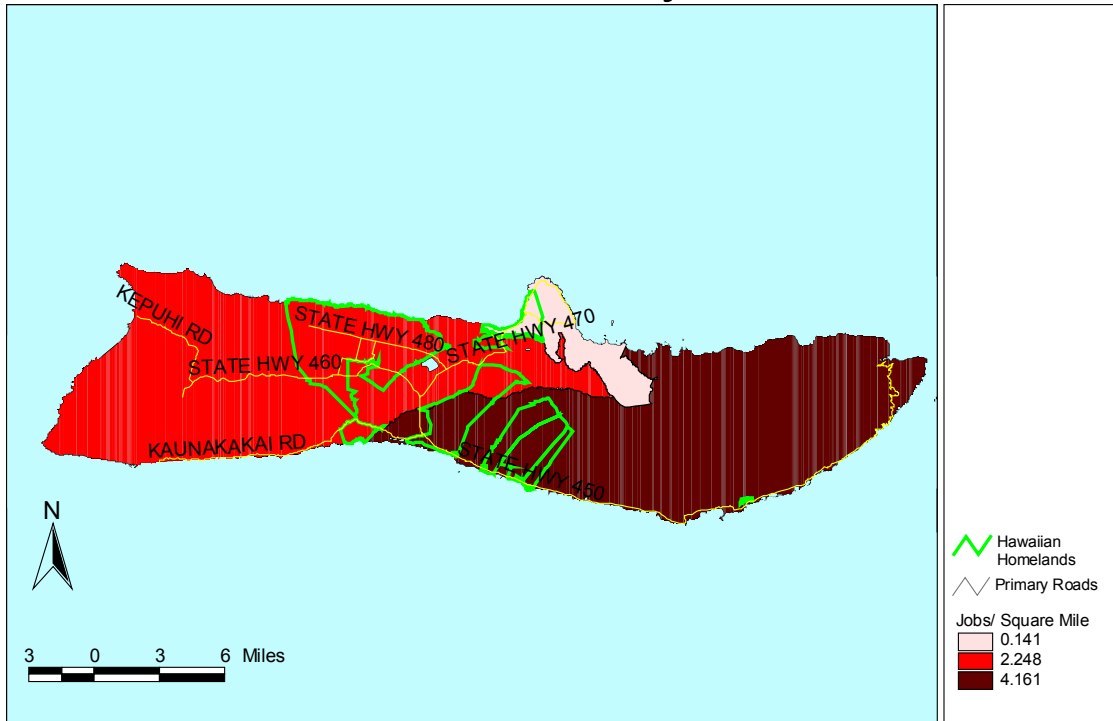 KEPUHI RD
STATE HWY 480
STATE HWY 470
STATE HWY 460
KAUNAKAKAI RD
STATE HWY 450
N
3 0 3 6 Miles
Hawaiian
Homelands
Primary Roads
Jobs/ Square Mile
0.141
2.248
4.161